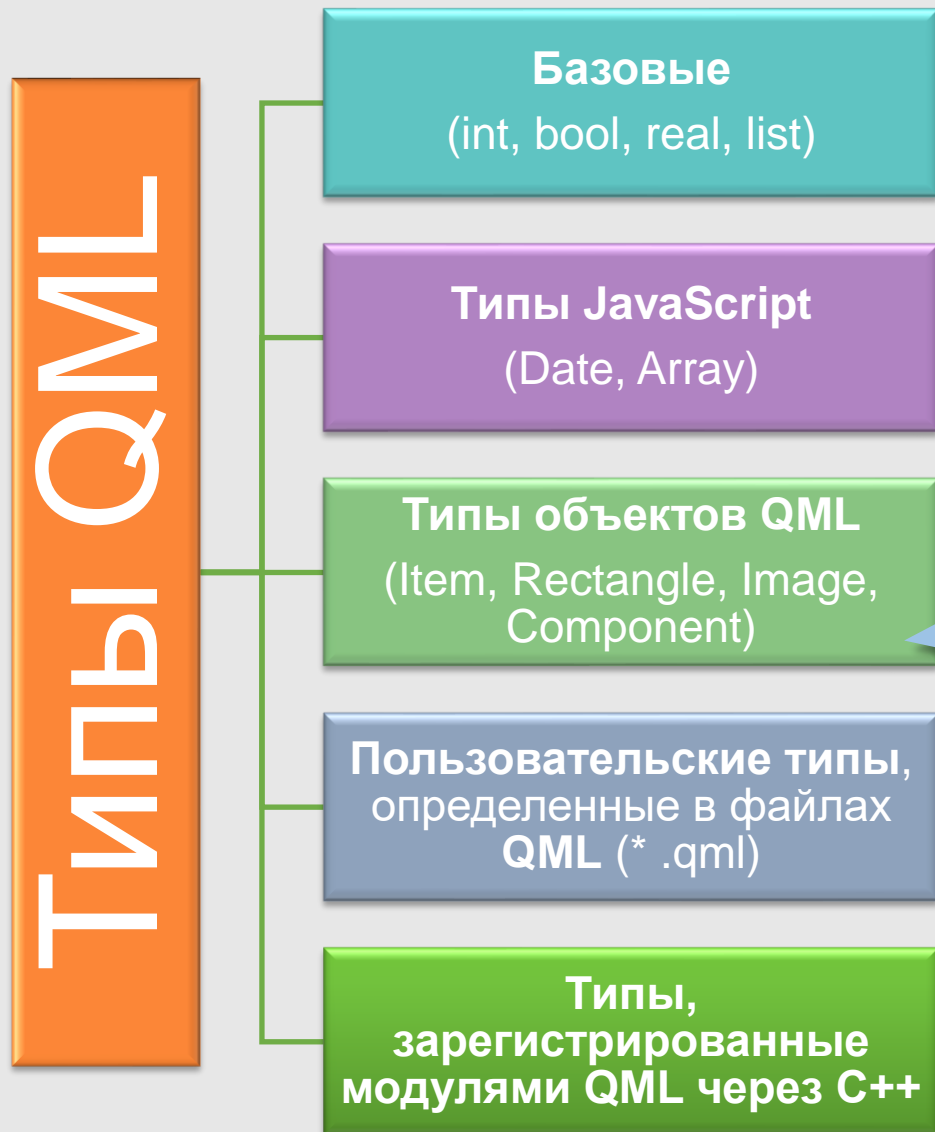 Типы QML
Базовые
(int, bool, real, list)
Типы JavaScript
(Date, Array)
Типы объектов QML
(Item, Rectangle, Image,
Component)
Пользовательские типы,
определенные в файлах
QML (* .qml)
Типы,
зарегистрированные
модулями QML через C++